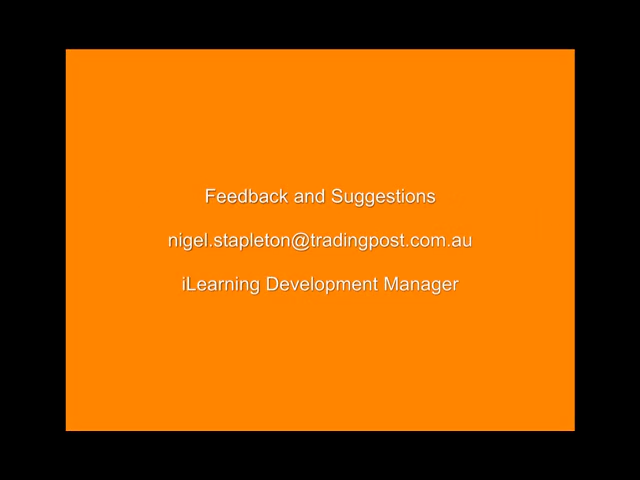 Feedback and Suggestions
nigel.stapleton@tradingpost.com.au
iLearning Development Manager